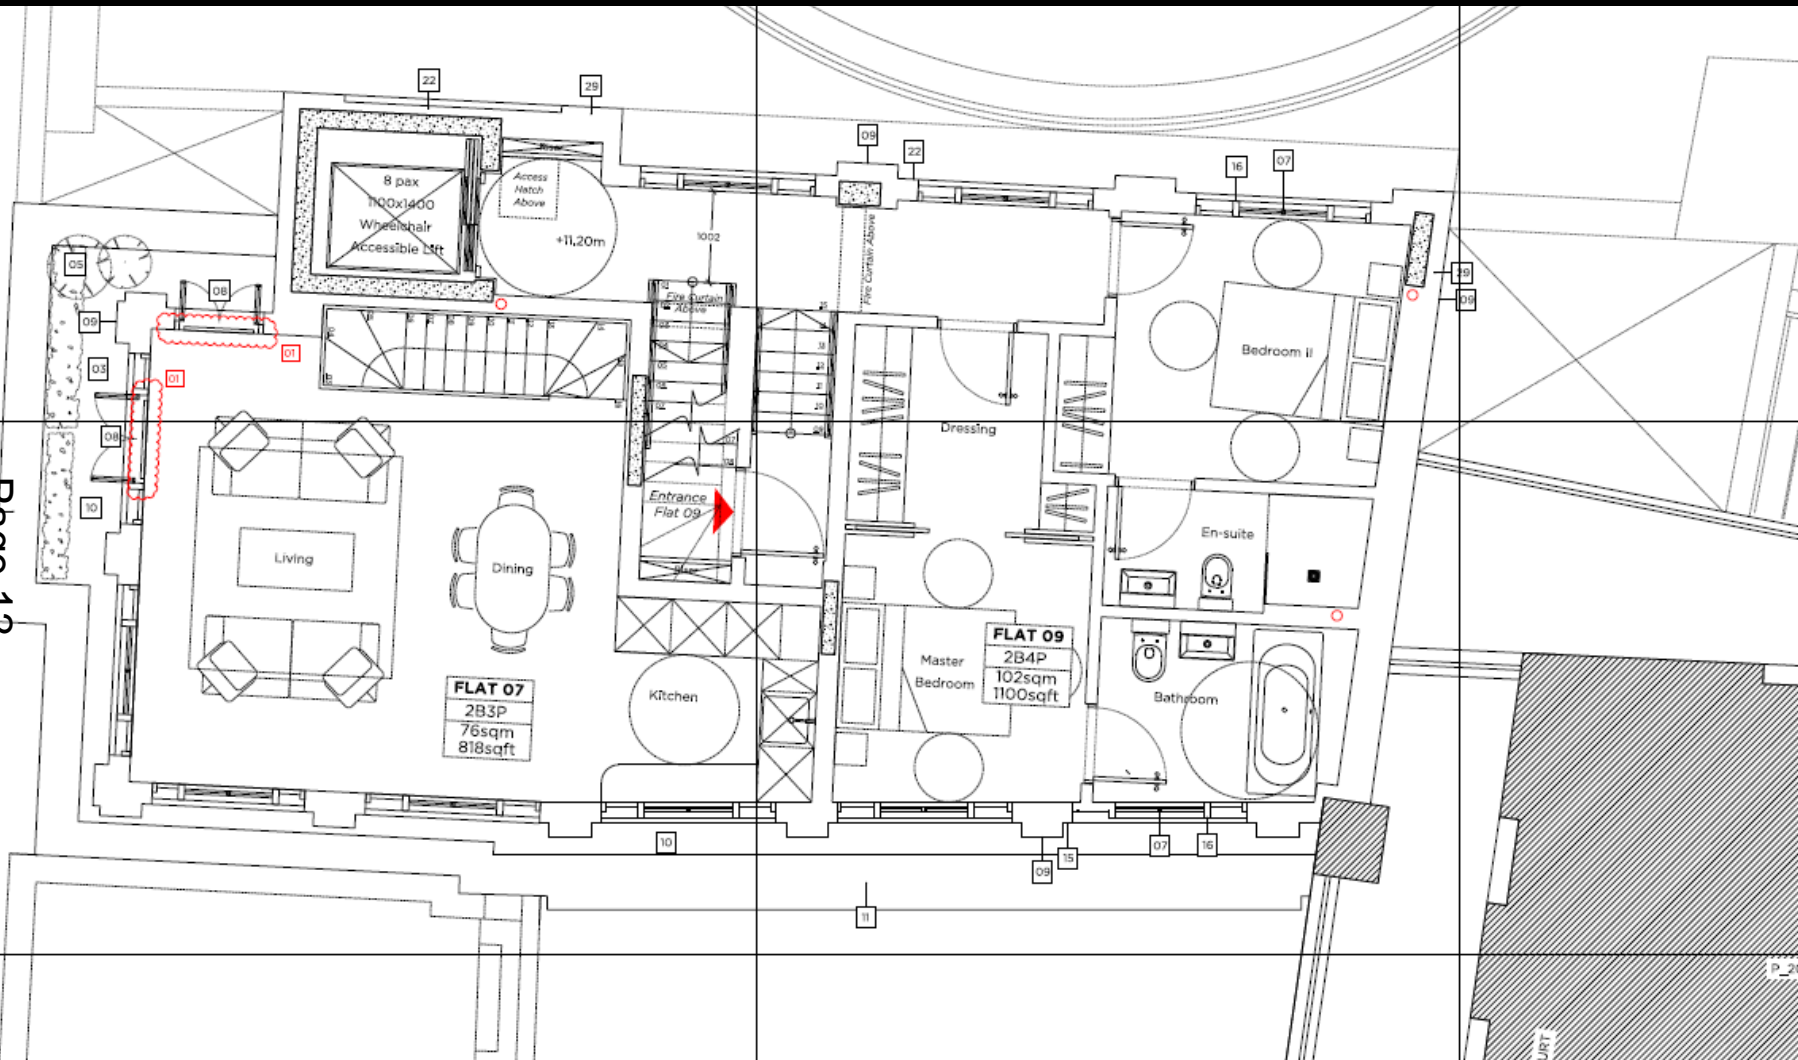 22
29
09
22
16
07
Riser
8 pax
1100x1400
Wheelchair
Accessible Lift
Access
Hatch
Above
+11,20m
1002
Fire Curtain Above
05
08
09
29
09
Fire Curtain
Above
01
01
03
08
10
Bedroom II
Dressing
Entrance
Flat 09
En-suite
Living
Dining
Riser
FLAT 07
2B3P
76sqm
818sqft
Kitchen
Master
Bedroom
FLAT 09
2B4P
102sqm
1100sqft
Bathroom
10
09
15
07
16
11